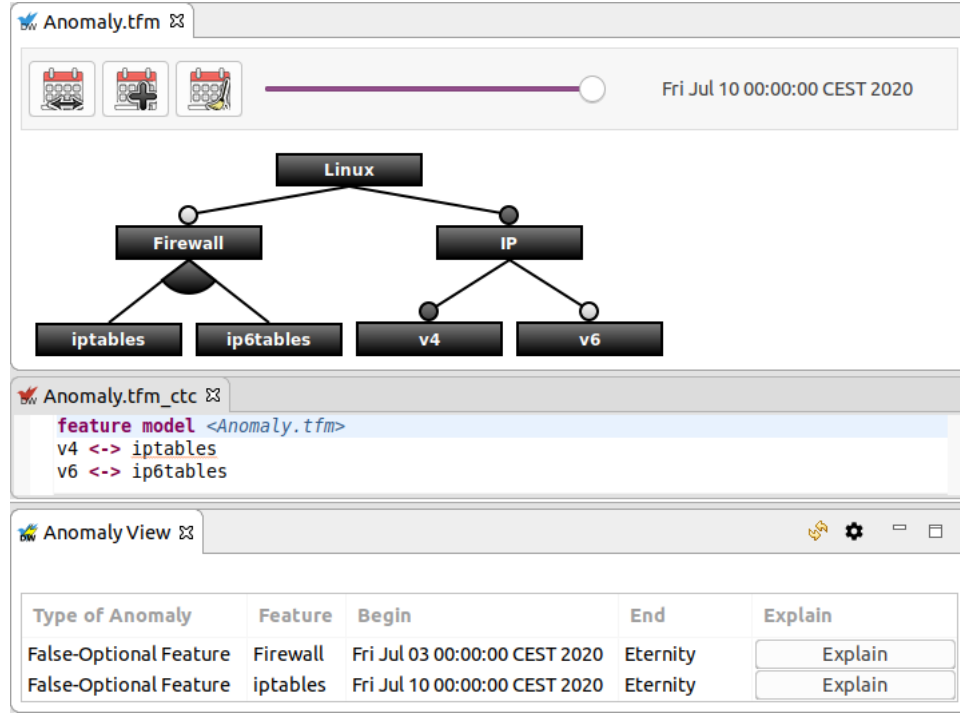 Anomaly.tfm
Fri Jul 10 00:00:00 CEST 2020
Linux
Firewall IP
iptables ip6tables v4 v6
Anomaly.tfm_ctc
feature model <Anomaly.tfm>
v4 <-> iptables
v6 <-> ip6tables
Anomaly View
Type of Anomaly Feature Begin End Explain
False-Optional Feature Firewall Fri Jul 03 00:00:00 CEST 2020 Eternity Explain
False-Optional Feature iptables Fri Jul 10 00:00:00 CEST 2020 Eternity Explain